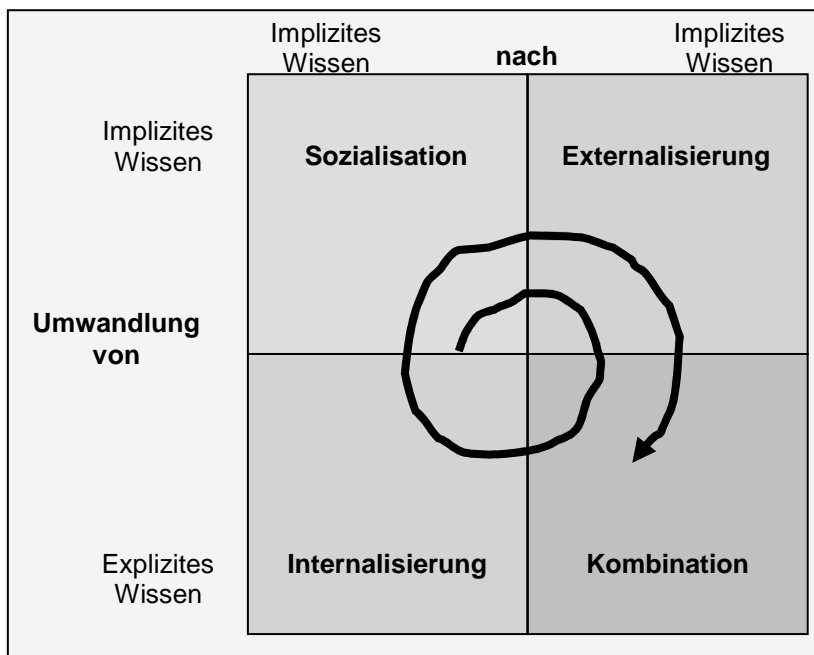 Implizites
Wissen
nach
Implizites
Wissen
Implizites
Wissen
Sozialisation
Externalisierung
Umwandlung
von
Explizites
Wissen
Internalisierung
Kombination